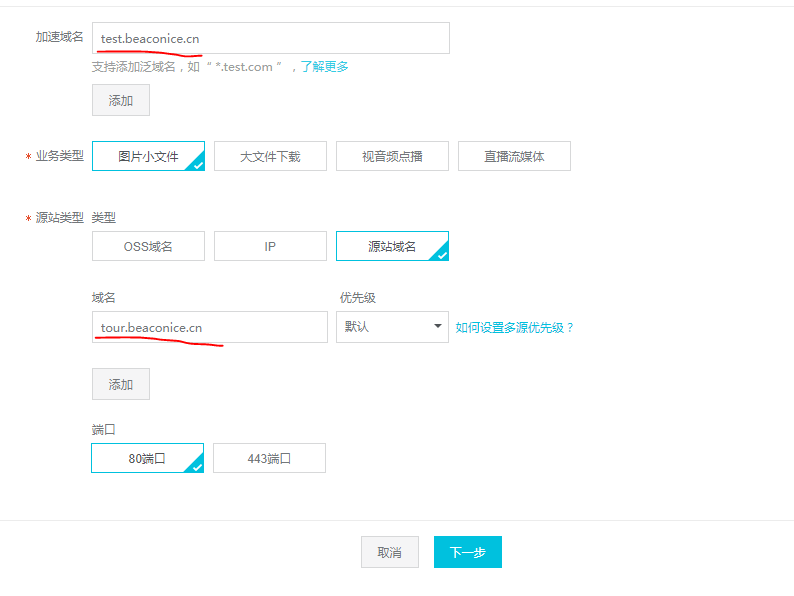 加速域名 test.beaconice.cn
支持添加泛域名，如 “ *.test.com ” ，了解更多
添加
* 业务类型 图片小文件 大文件下载 视音频点播 直播流媒体
* 源站类型 类型
OSS域名 IP 源站域名
域名 优先级
tour.beaconice.cn 默认 如何设置多源优先级？
添加
端口
80端口 443端口
取消 下一步